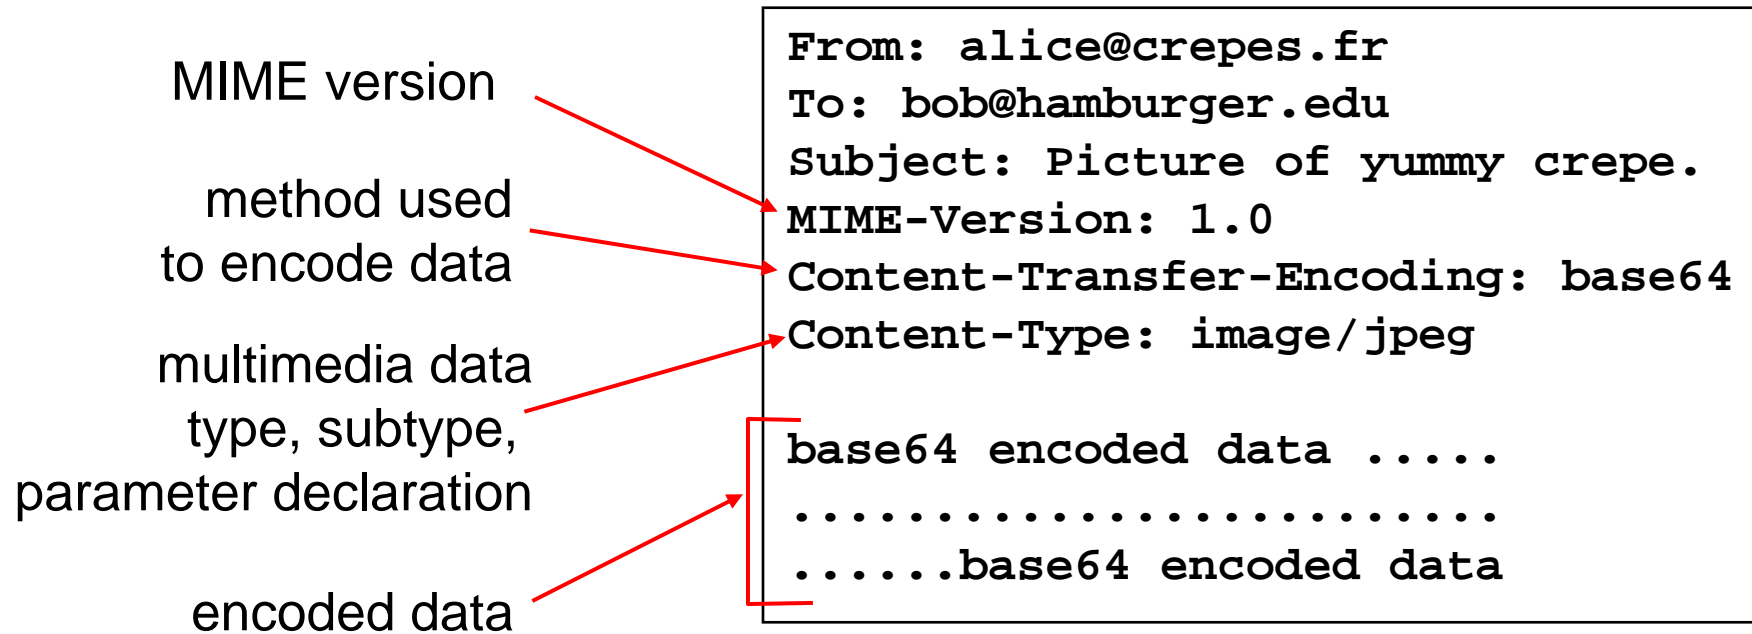 MIME version
method used
to encode data
multimedia data
type, subtype,
parameter declaration
encoded data
From: alice@crepes.fr
To: bob@hamburger.edu
Subject: Picture of yummy crepe.
MIME-Version: 1.0
Content-Transfer-Encoding: base64
Content-Type: image/jpeg
base64 encoded data .....
.........................
......base64 encoded data